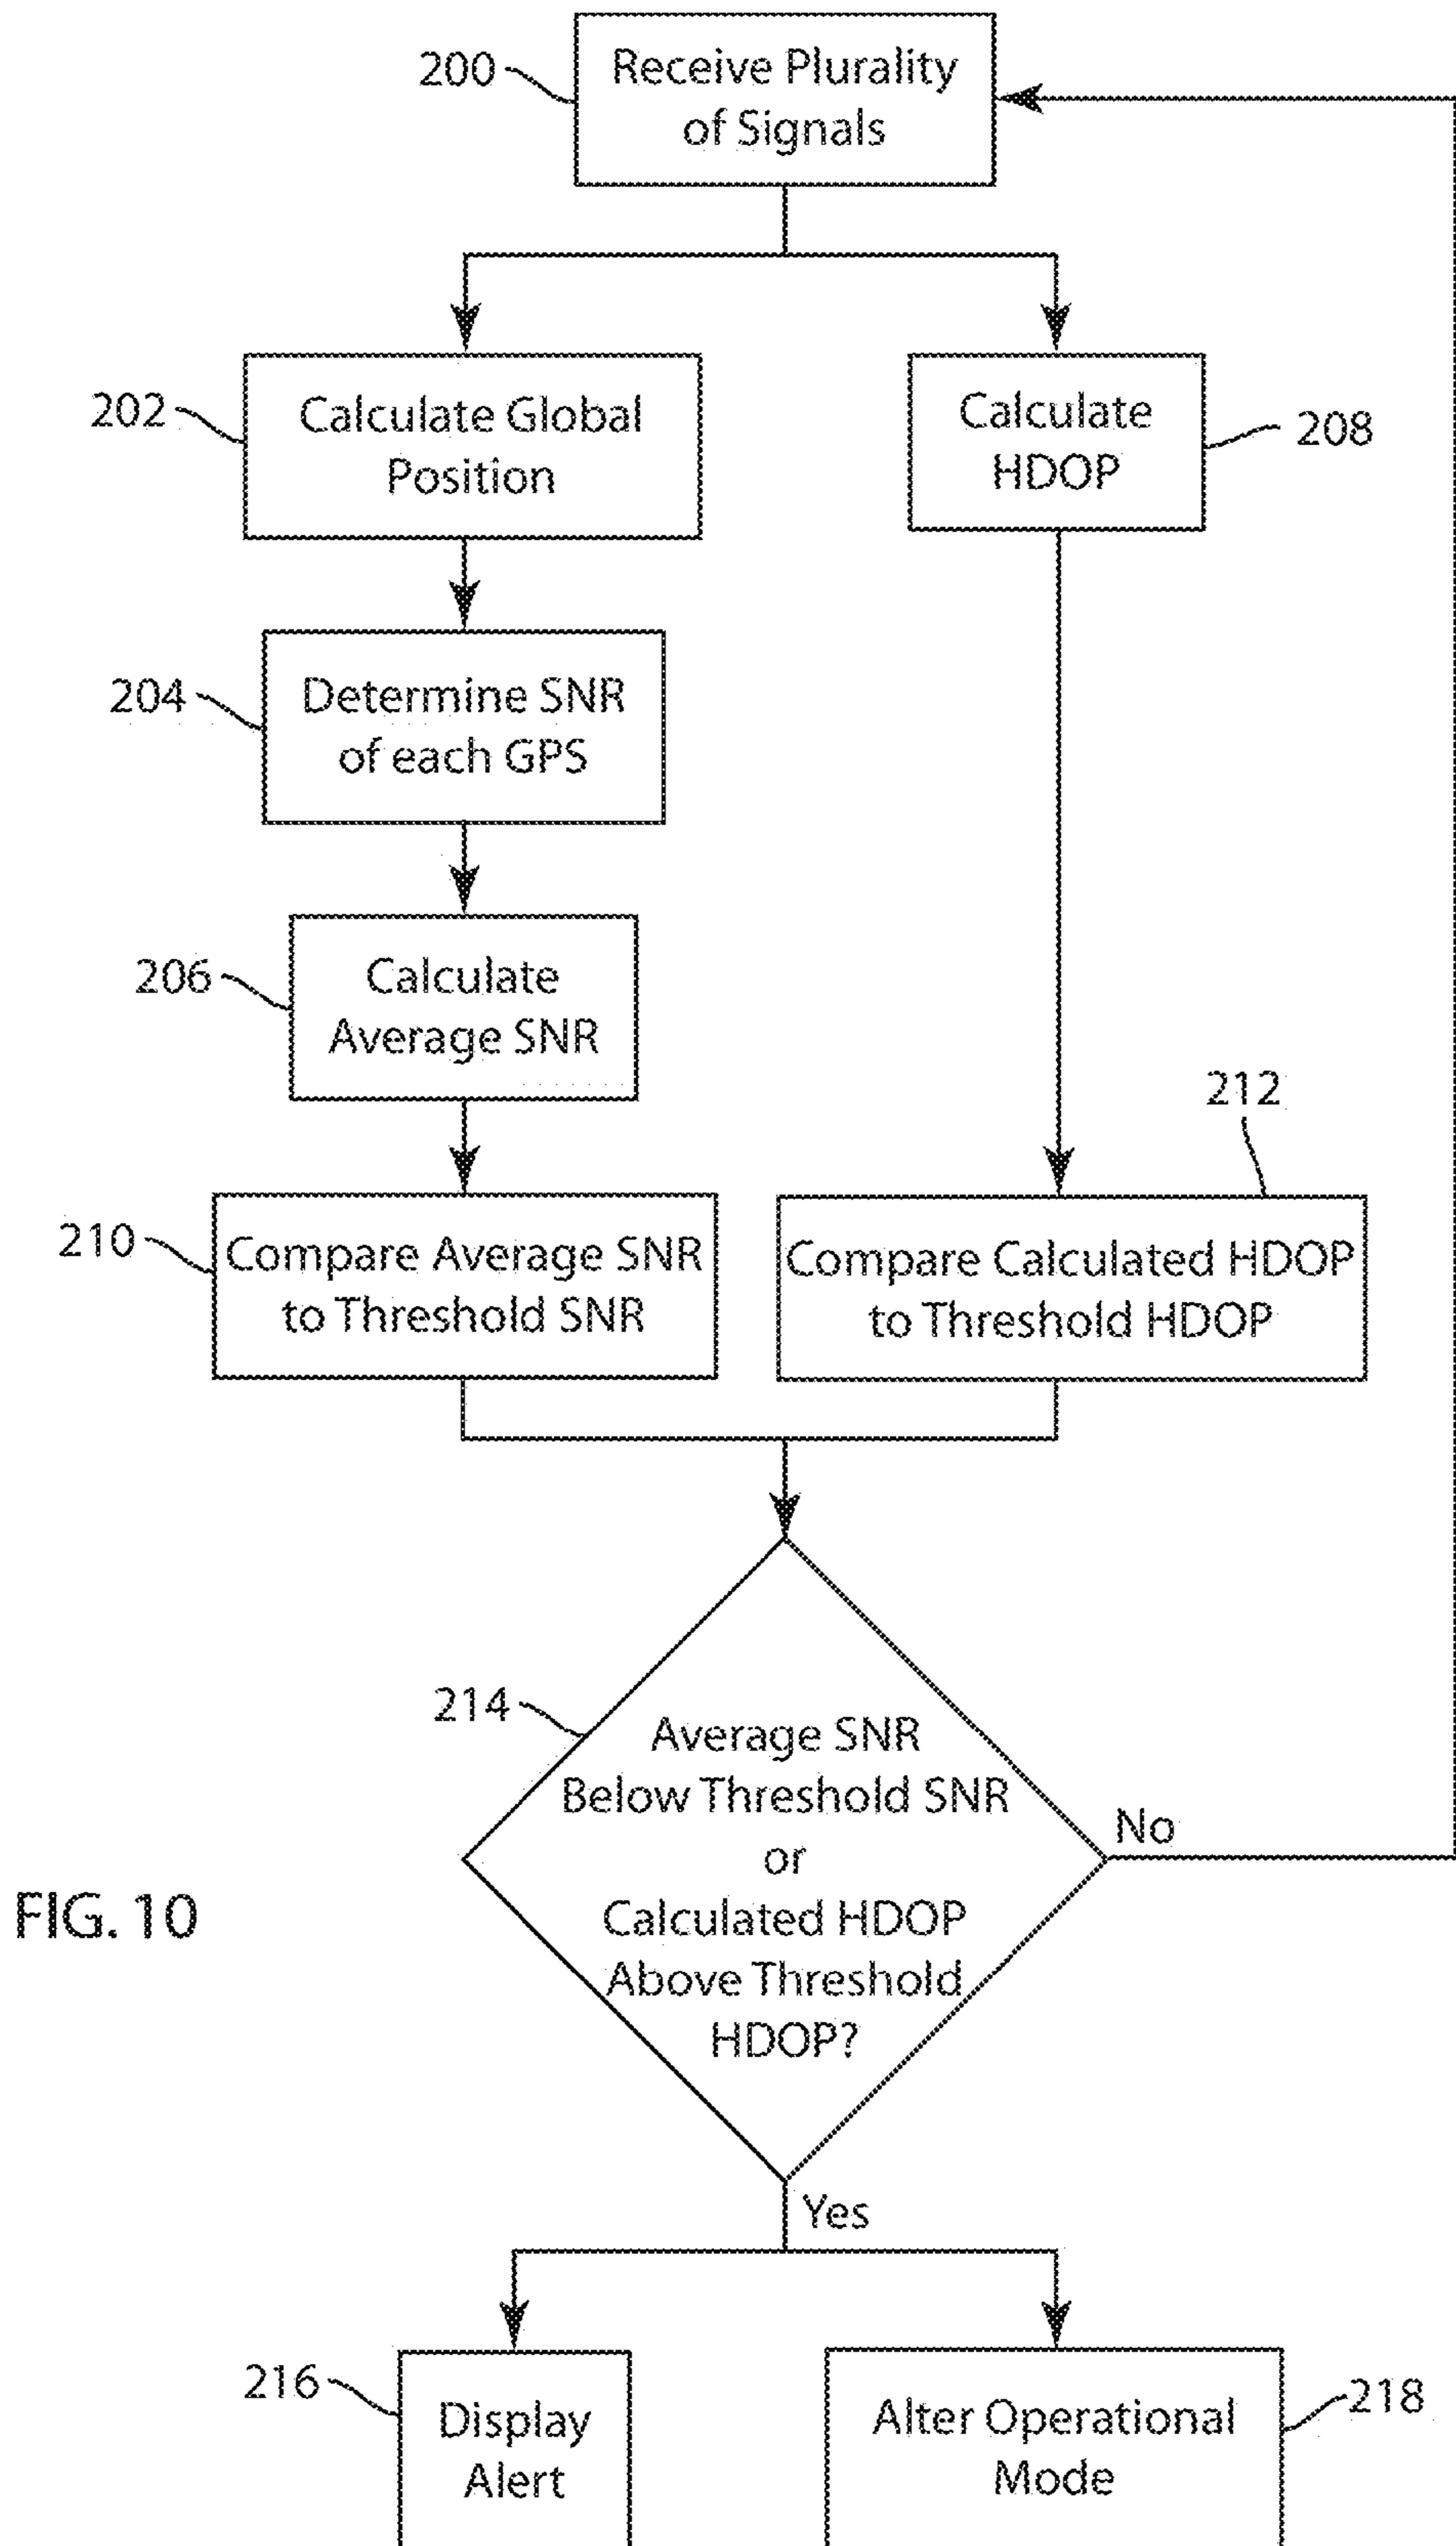 200
Receive Plurality
of Signals
202
Calculate Global
Position
Calculate
HDOP
208
204
Determine SNR
of each GPS
206
Calculate
Average SNR
212
210
Compare Average SNR
to Threshold SNR
Compare Calculated HDOP
to Threshold HDOP
214
Average SNR
Below Threshold SNR
or
Calculated HDOP
Above Threshold
HDOP?
No
FIG. 10
Yes
216
Display
Alert
Alter Operational
Mode
218